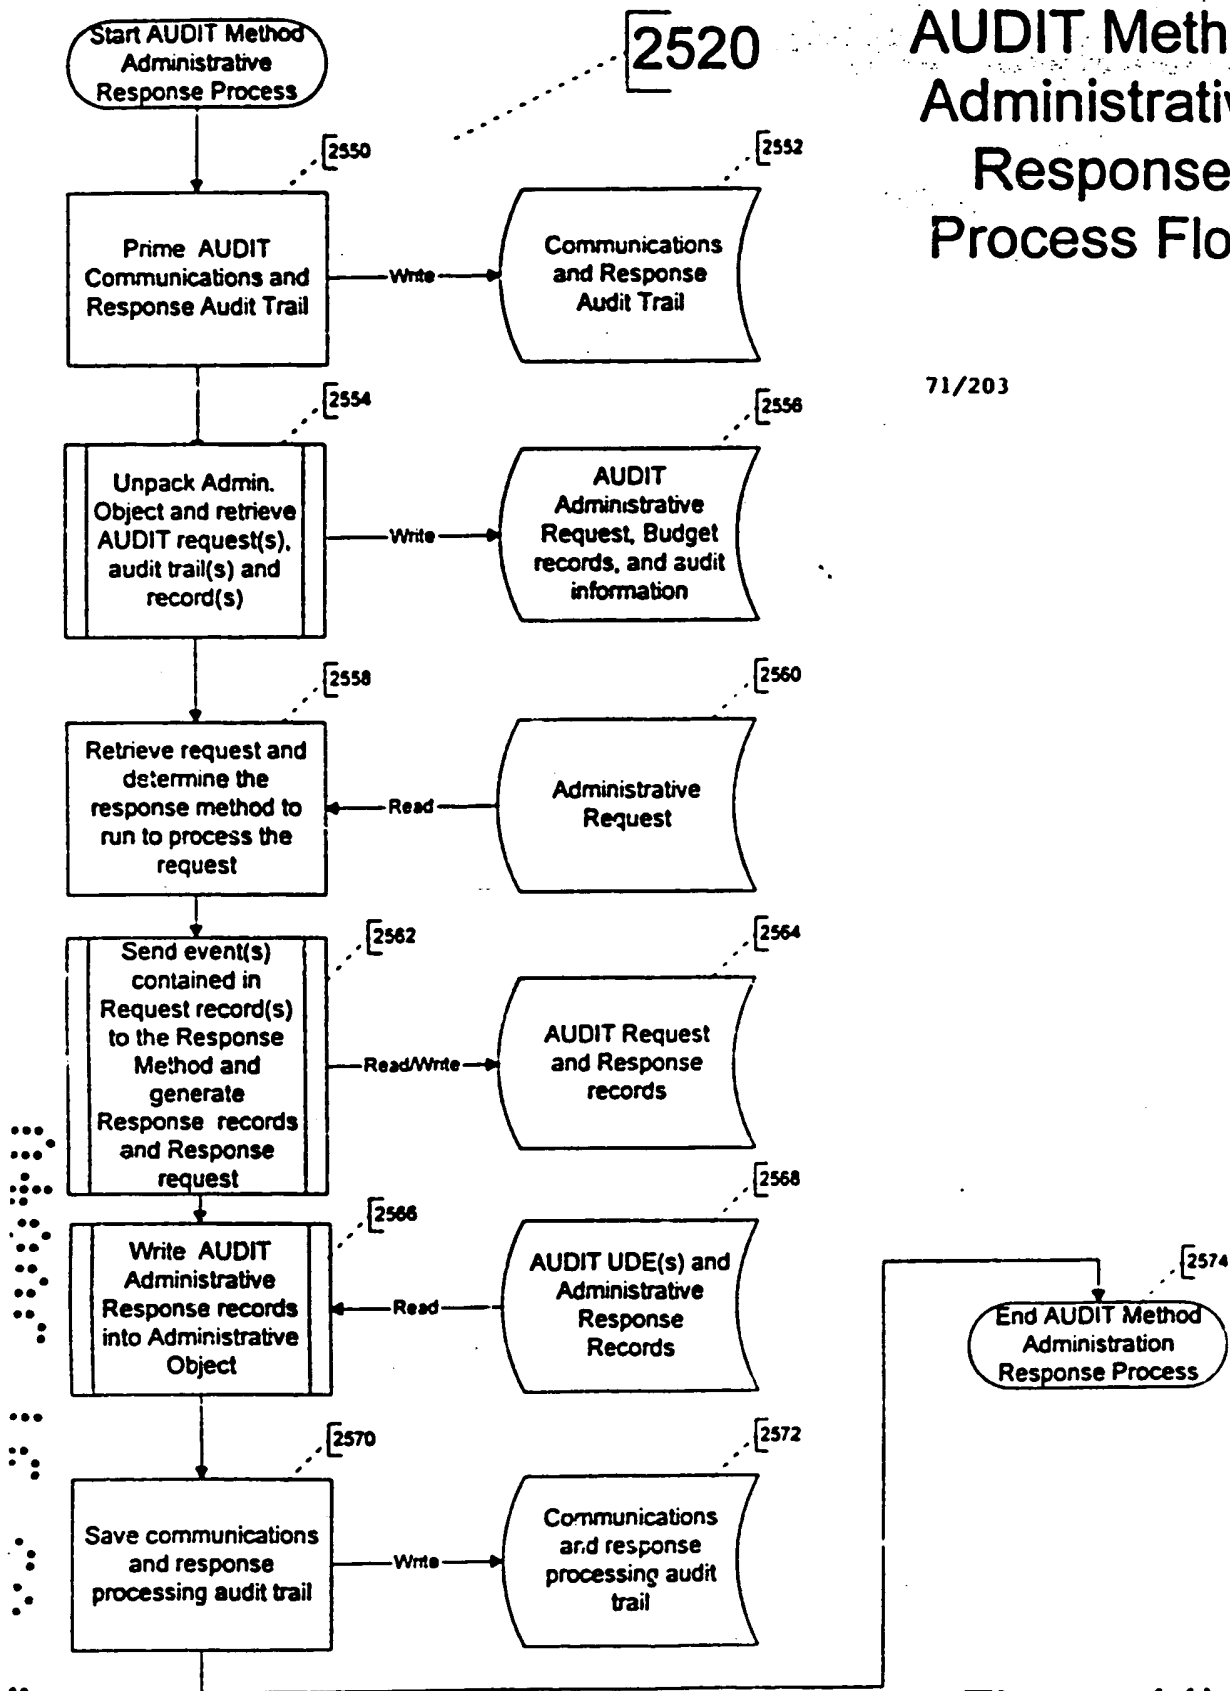 Start AUDIT Method
Administrative
Response Process
2520
AUDIT Meth
Administrativ
Response
Process Flo
2550
Prime AUDIT
Communications and
Response Audit Trail
Write
2552
Communications
and Response
Audit Trail
71/203
2554
Unpack Admin.
Object and retrieve
AUDIT request(s),
audit trail(s) and
record(s)
Write
2556
AUDIT
Administrative
Request, Budget
records, and audit
information
2558
Retrieve request and
determine the
response method to
run to process the
request
Read
2560
Administrative
Request
2562
Send event(s)
contained in
Request record(s)
to the Response
Method and
generate
Response records
and Response
request
Read/Write
2564
AUDIT Request
and Response
records
2566
Write AUDIT
Administrative
Response records
into Administrative
Object
Read
2568
AUDIT UDE(s) and
Administrative
Response
Records
2570
Save communications
and response
processing audit trail
Write
2572
Communications
and response
processing audit
trail
2574
End AUDIT Method
Administration
Response Process